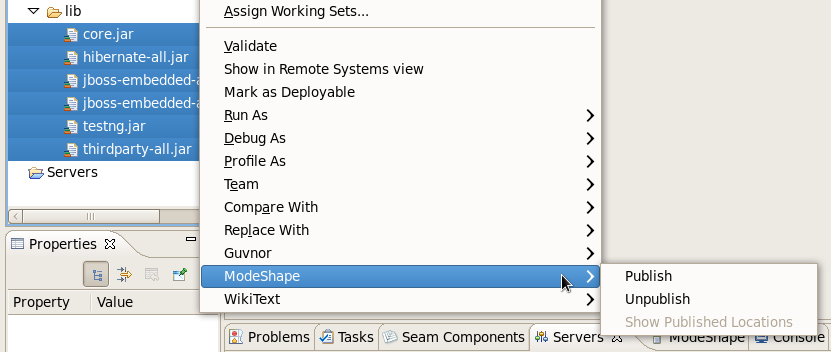 lib
core.jar
hibernate-all.jar
jboss-embedded-a
jboss-embedded-a
testng.jar
thirdparty-all.jar
Servers
Assign Working Sets...
Validate
Show in Remote Systems view
Mark as Deployable
Run As
Debug As
Profile As
Team
Compare With
Replace With
Guvnor
ModeShape
WikiText
Publish
Unpublish
Show Published Locations
Properties
Property Value
Problems Tasks Seam Components Servers ModeShape Console